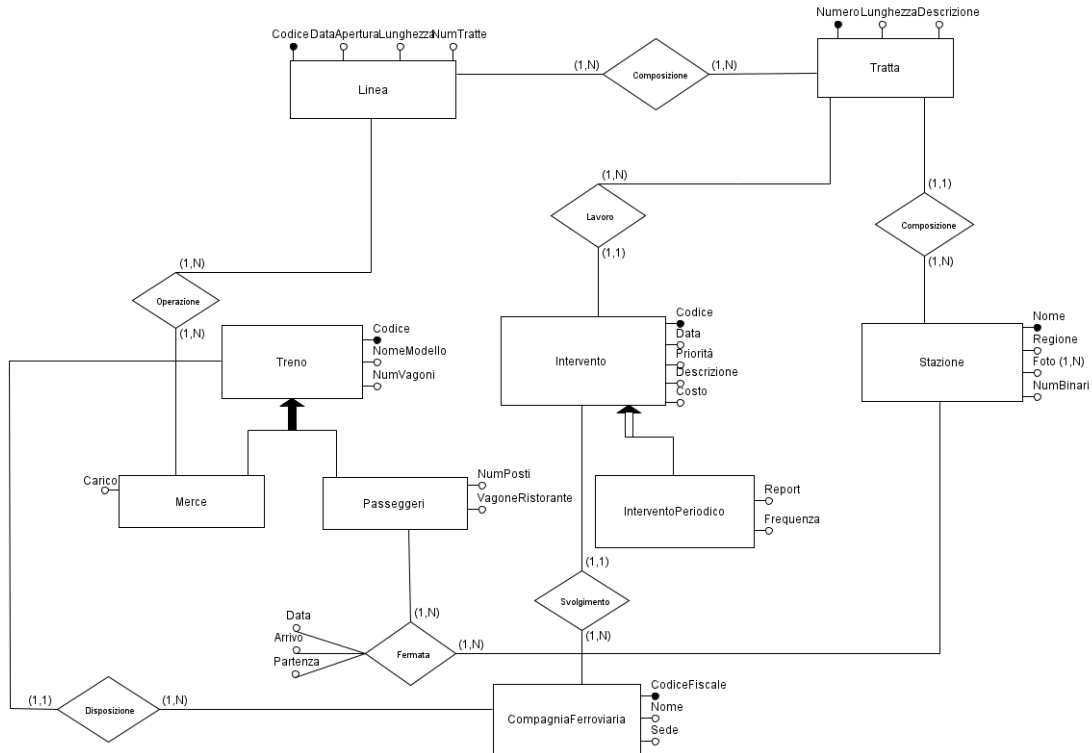 Codice DataApertura Lunghezza NumTratte
Numero Lunghezza Descrizione
Linea
(1,N)
Composizione
(1,N)
Tratta
(1,N)
(1,1)
Lavoro
Composizione
(1,1)
(1,N)
(1,N)
Operazione
(1,N)
Treno
Codice
NomeModello
NumVagoni
Intervento
Codice
Data
Priorità
Descrizione
Costo
Stazione
Nome
Regione
Foto (1,N)
NumBinari
Carico
Merce
Passeggeri
NumPosti
VagoneRistorante
InterventoPeriodico
Report
Frequenza
(1,1)
Svolgimento
(1,N)
Data
Arrivo
Partenza
(1,N)
Fermata
(1,N)
(1,1)
Disposizione
(1,N)
CompagniaFerroviaria
CodiceFiscale
Nome
Sede